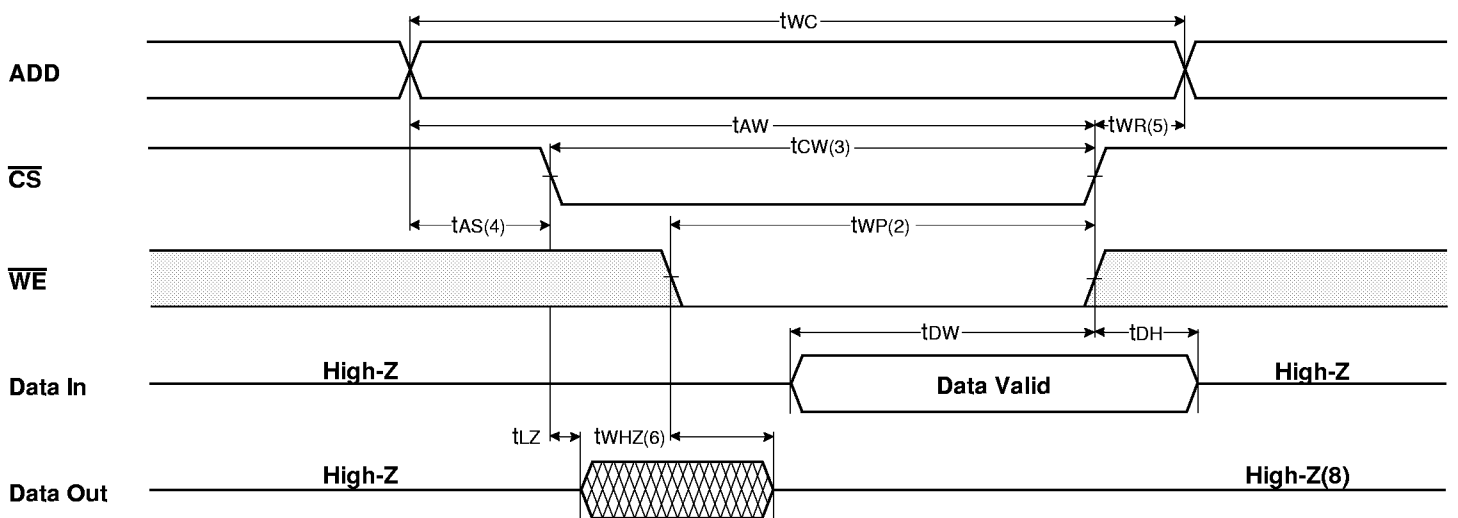 tWC
ADD
tAW
tWR(5)
tCW(3)
CS
tAS(4)
tWP(2)
WE
tDW
tDH
Data In
High-Z
Data Valid
High-Z
tLZ
tWHZ(6)
Data Out
High-Z
High-Z(8)